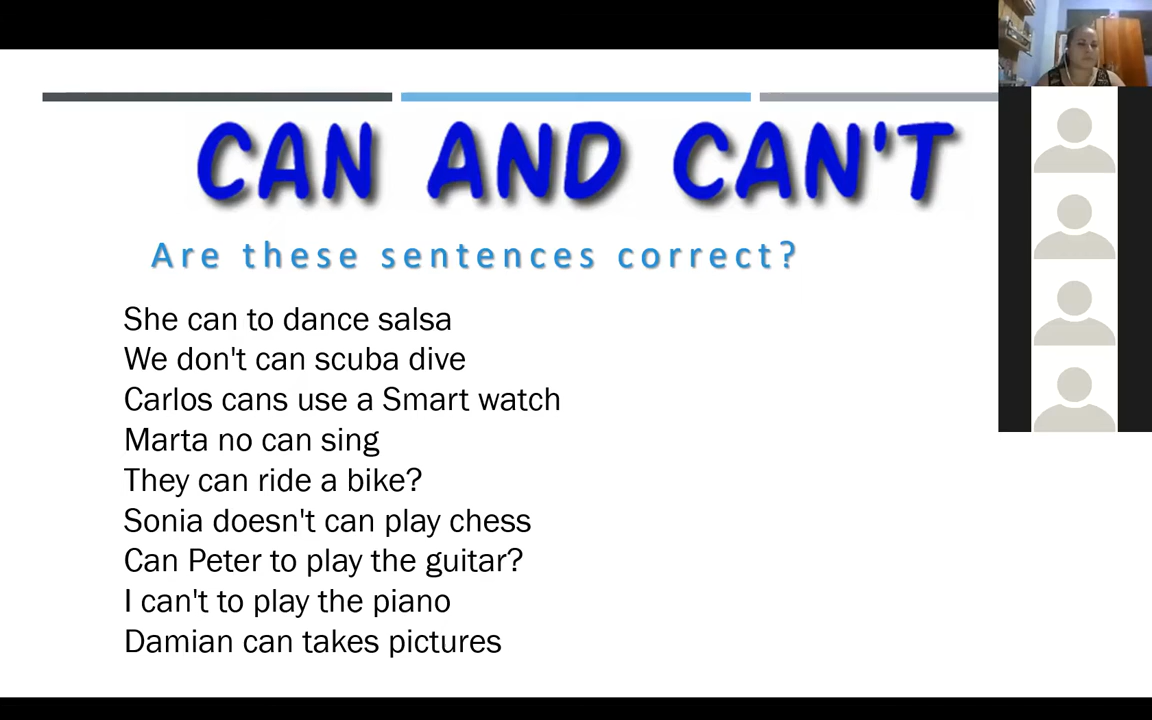 CAN AND CAN'T
Are these sentences correct?
She can to dance salsa
We don't can scuba dive
Carlos cans use a Smart watch
Marta no can sing
They can ride a bike?
Sonia doesn't can play chess
Can Peter to play the guitar?
I can't to play the piano
Damian can takes pictures